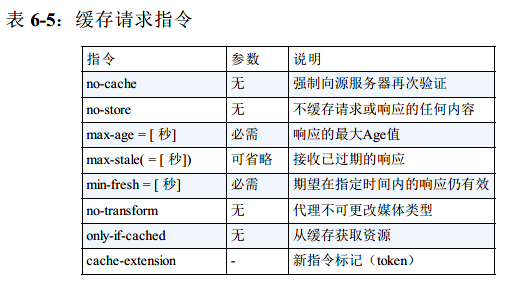 表 6-5：缓存请求指令
指令 参数 说明
no-cache 无 强制向源服务器再次验证
no-store 无 不缓存请求或响应的任何内容
max-age = [ 秒] 必需 响应的最大Age值
max-stale( = [ 秒]) 可省略 接收已过期的响应
min-fresh = [ 秒] 必需 期望在指定时间内的响应仍有效
no-transform 无 代理不可更改媒体类型
only-if-cached 无 从缓存获取资源
cache-extension - 新指令标记（token）